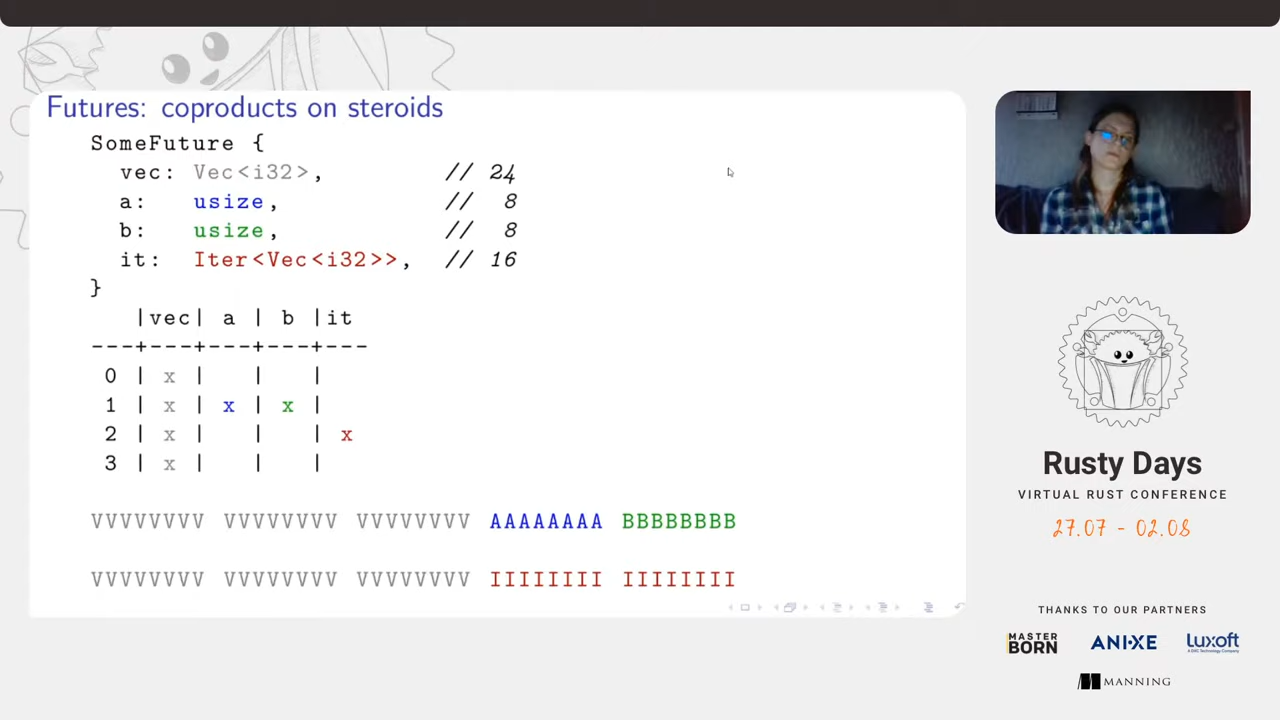 Futures: coproducts on steroids
SomeFuture {
vec: Vec<i32>, // 24
a: usize, // 8
b: usize, // 8
it: Iter<Vec<i32>>, // 16
}
|vec| a | b |it
---+---+---+---+---
0 | x | | |
1 | x | x | x |
2 | x | | | x
3 | x | | |
VVVVVVVV VVVVVVVV VVVVVVVV AAAAAAAA BBBBBBBB
VVVVVVVV VVVVVVVV VVVVVVVV IIIIIIII IIIIIIII
Rusty Days
VIRTUAL RUST CONFERENCE
27.07 - 02.08
THANKS TO OUR PARTNERS
MASTER BORN ANIXE Luxoft
MANNING